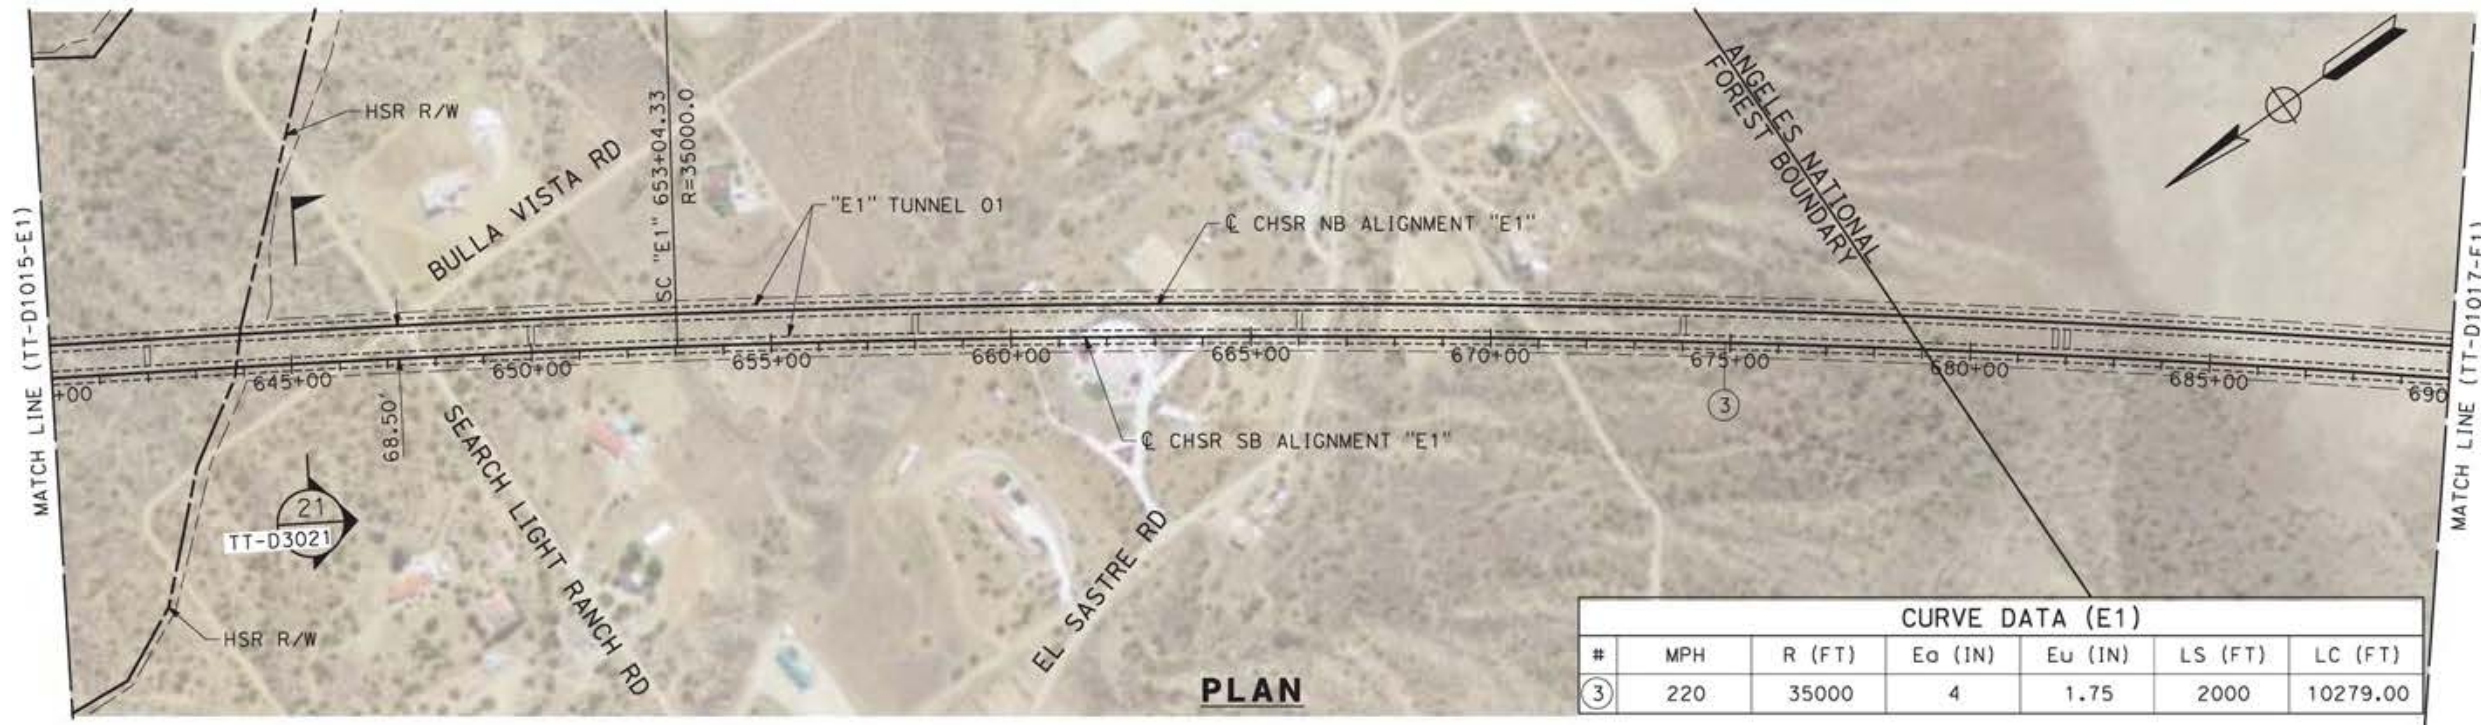 MATCH LINE (TT-D1015-E1)
HSR R/W
BULLA VISTA RD
SC "E1" 653+04.33
R=35000.0
"E1" TUNNEL 01
℄ CHSR NB ALIGNMENT "E1"
ANGELES NATIONAL
FOREST BOUNDARY
MATCH LINE (TT-D1017-E1)
+00
645+00
650+00
655+00
660+00
665+00
670+00
675+00
680+00
685+00
690
68.50'
3
℄ CHSR SB ALIGNMENT "E1"
SEARCH LIGHT RANCH RD
21
TT-D3021
HSR R/W
EL SASTRE RD
PLAN
CURVE DATA (E1)
# MPH R (FT) Ea (IN) Eu (IN) LS (FT) LC (FT)
3 220 35000 4 1.75 2000 10279.00